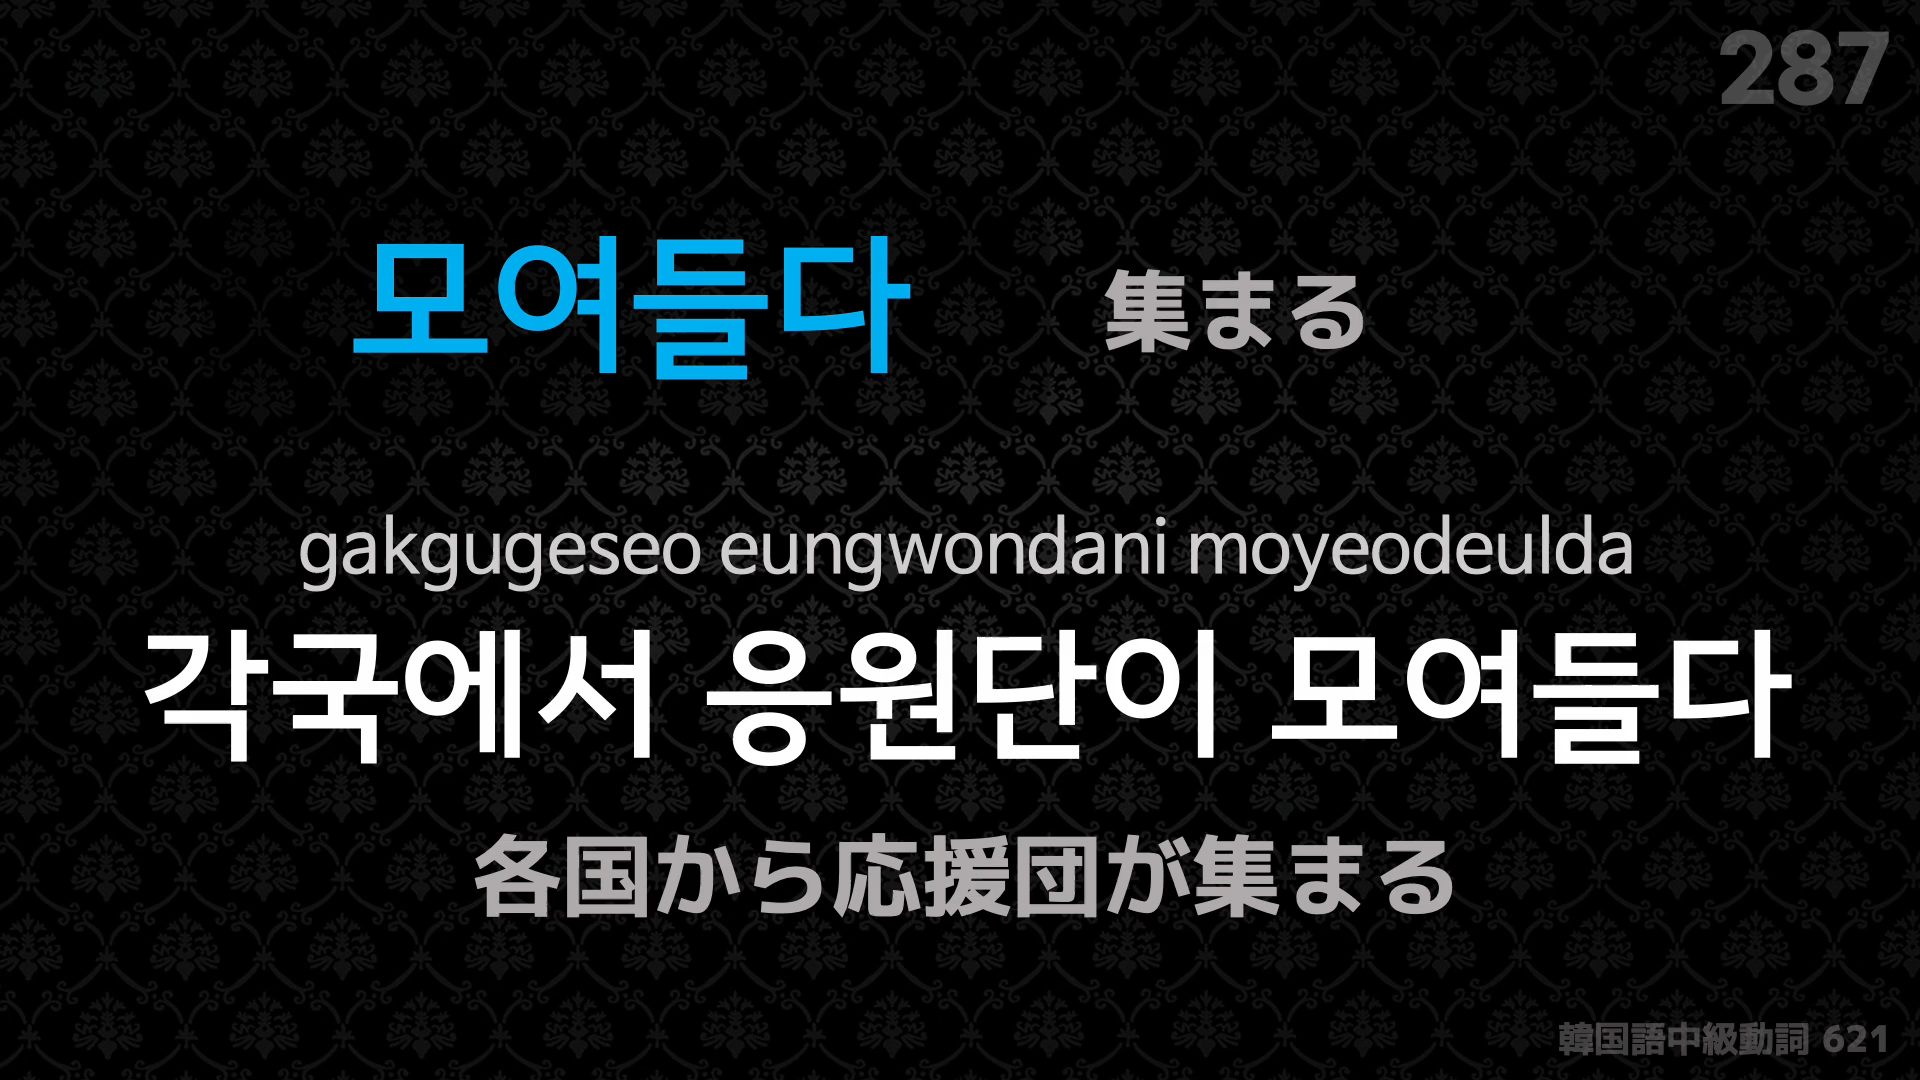 287
모여들다 集まる
gakgugeseo eungwondani moyeodeulda
각국에서 응원단이 모여들다
各国から応援団が集まる
韓国語中級動詞 621